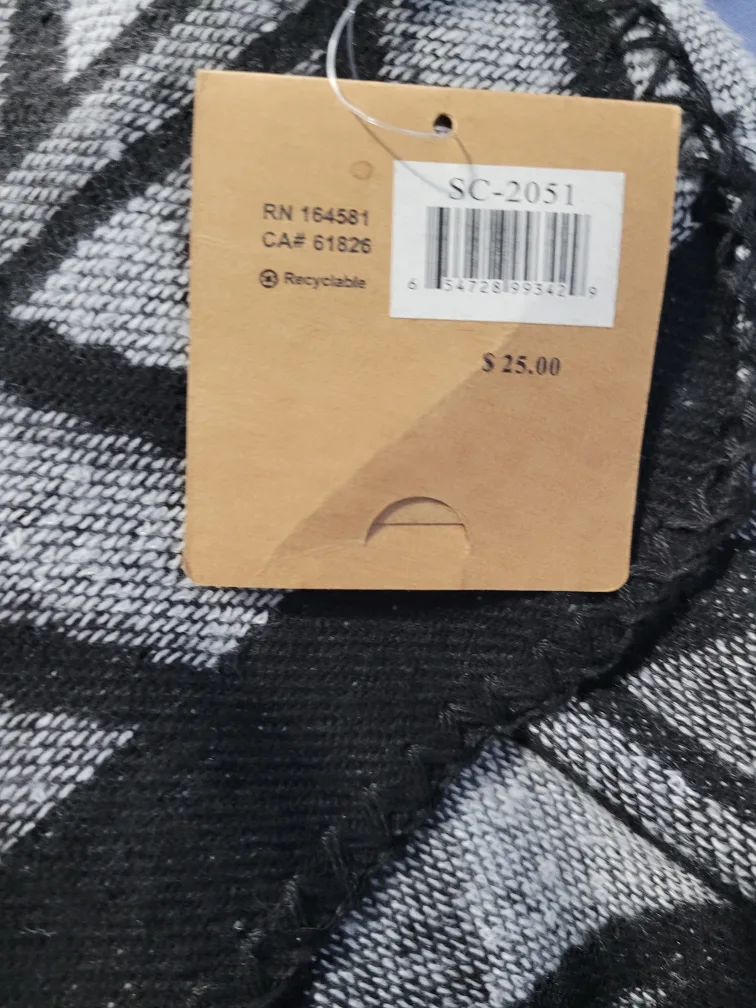 SC-2051
RN 164581
CA# 61826
Recyclable
6 54728 99342 9
$ 25.00